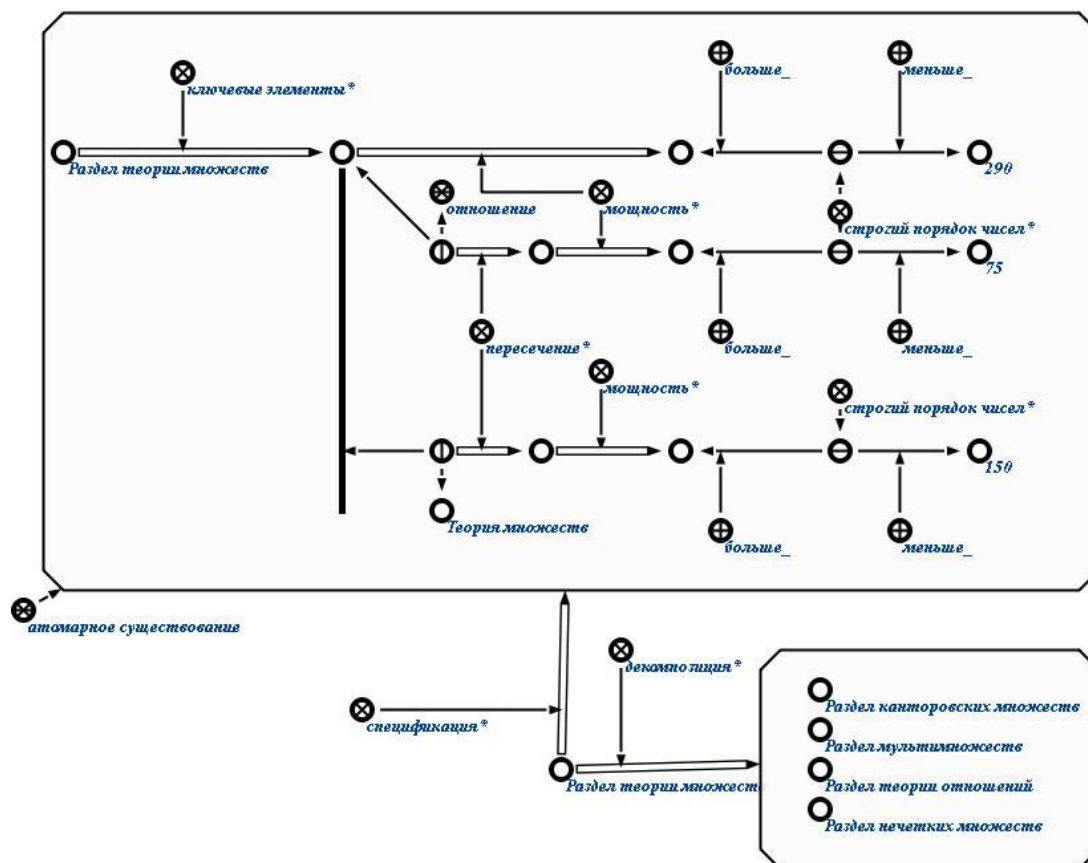 больше_
меньше_
ключевые элементы*
Раздел теории множеств
290
отношение
мощность*
строгий порядок чисел*
75
пересечение*
больше_
меньше_
мощность*
строгий порядок чисел*
150
Теория множеств
больше_
меньше_
атомарное существование
декомпозиция*
спецификация*
Раздел канторовских множеств
Раздел мультимножеств
Раздел теории множеств
Раздел теории отношений
Раздел нечетких множеств